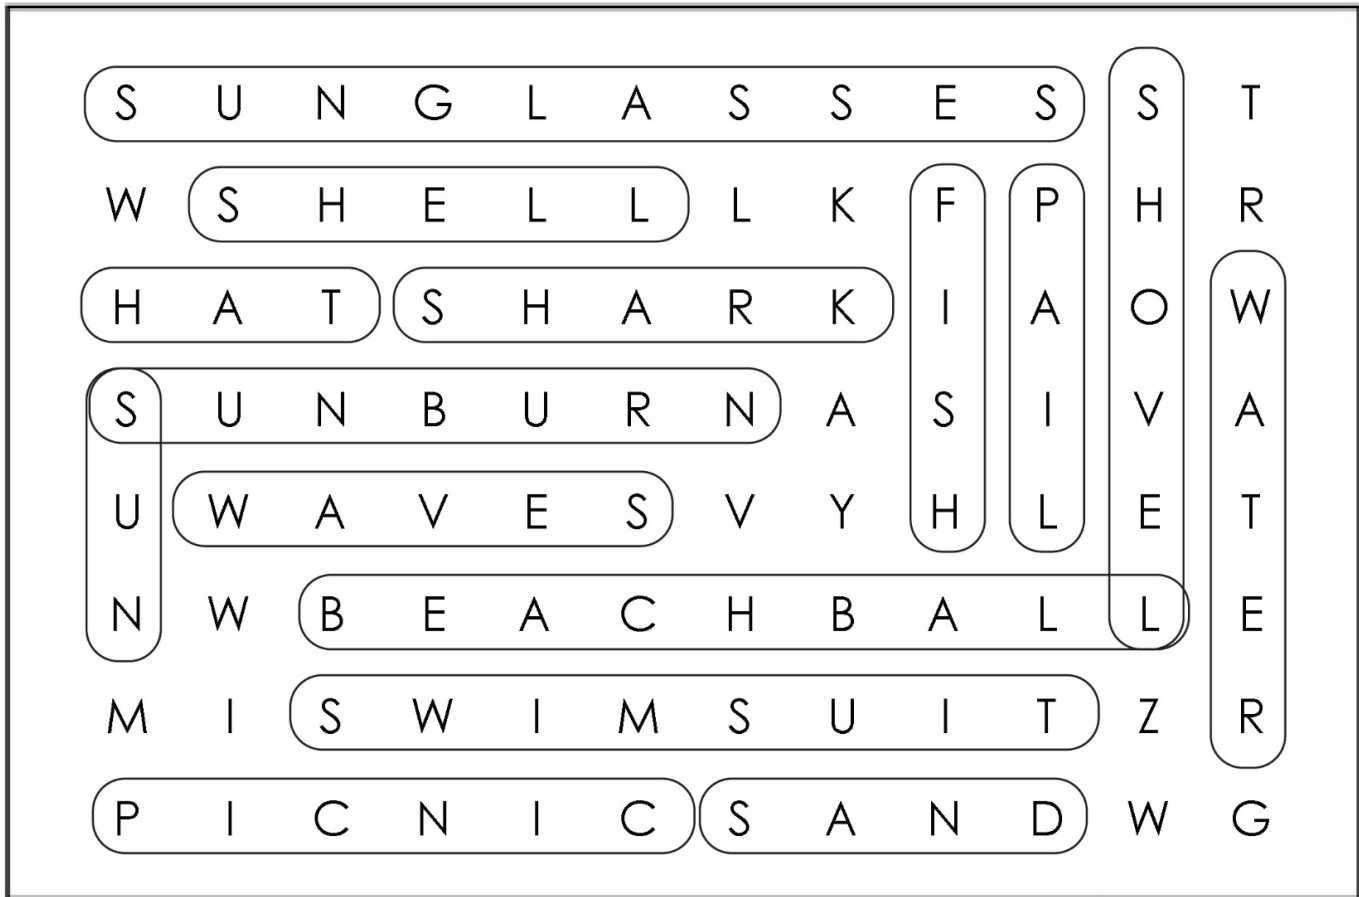 S U N G L A S S E S S T
W S H E L L L K F P H R
H A T S H A R K I A O W
S U N B U R N A S I V A
U W A V E S V Y H L E T
N W B E A C H B A L L E
M I S W I M S U I T Z R
P I C N I C S A N D W G